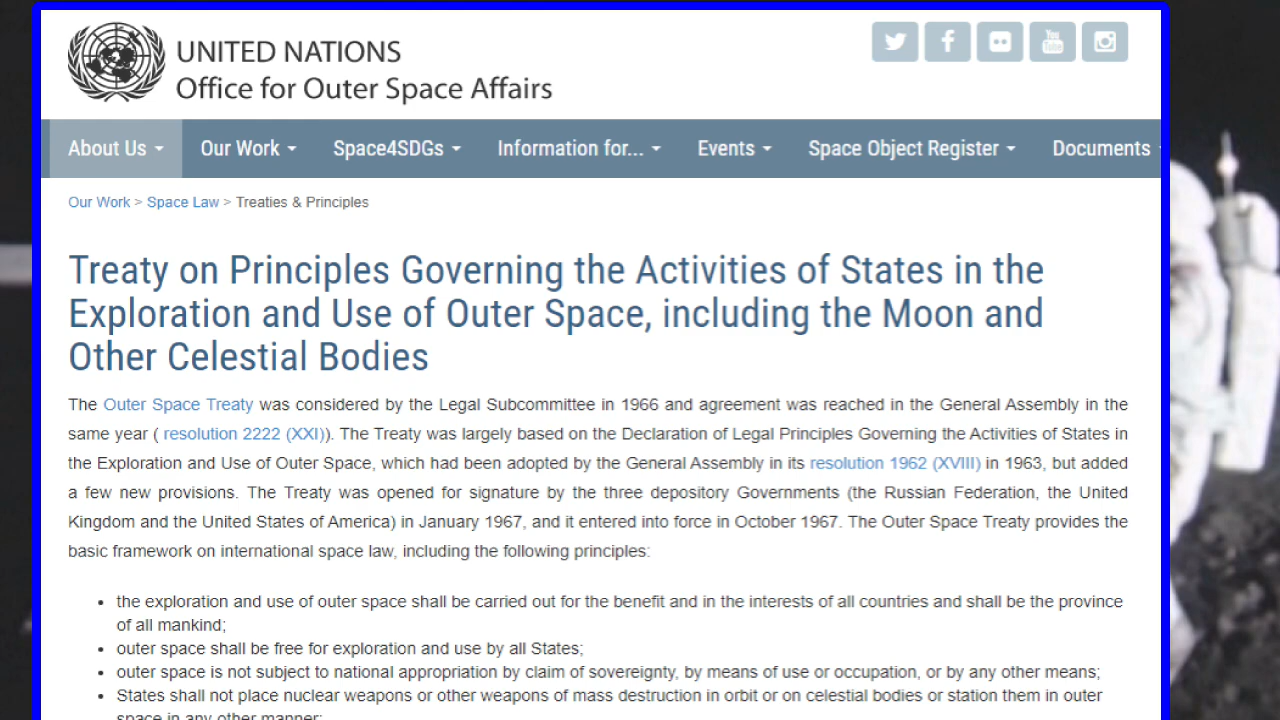 UNITED NATIONS
Office for Outer Space Affairs
About Us
Our Work
Space4SDGs
Information for...
Events
Space Object Register
Documents
Our Work > Space Law > Treaties & Principles
Treaty on Principles Governing the Activities of States in the
Exploration and Use of Outer Space, including the Moon and
Other Celestial Bodies
The Outer Space Treaty was considered by the Legal Subcommittee in 1966 and agreement was reached in the General Assembly in the
same year ( resolution 2222 (XXI)). The Treaty was largely based on the Declaration of Legal Principles Governing the Activities of States in
the Exploration and Use of Outer Space, which had been adopted by the General Assembly in its resolution 1962 (XVIII) in 1963, but added
a few new provisions. The Treaty was opened for signature by the three depository Governments (the Russian Federation, the United
Kingdom and the United States of America) in January 1967, and it entered into force in October 1967. The Outer Space Treaty provides the
basic framework on international space law, including the following principles:
• the exploration and use of outer space shall be carried out for the benefit and in the interests of all countries and shall be the province
of all mankind;
• outer space shall be free for exploration and use by all States;
• outer space is not subject to national appropriation by claim of sovereignty, by means of use or occupation, or by any other means;
• States shall not place nuclear weapons or other weapons of mass destruction in orbit or on celestial bodies or station them in outer
space in any other manner;